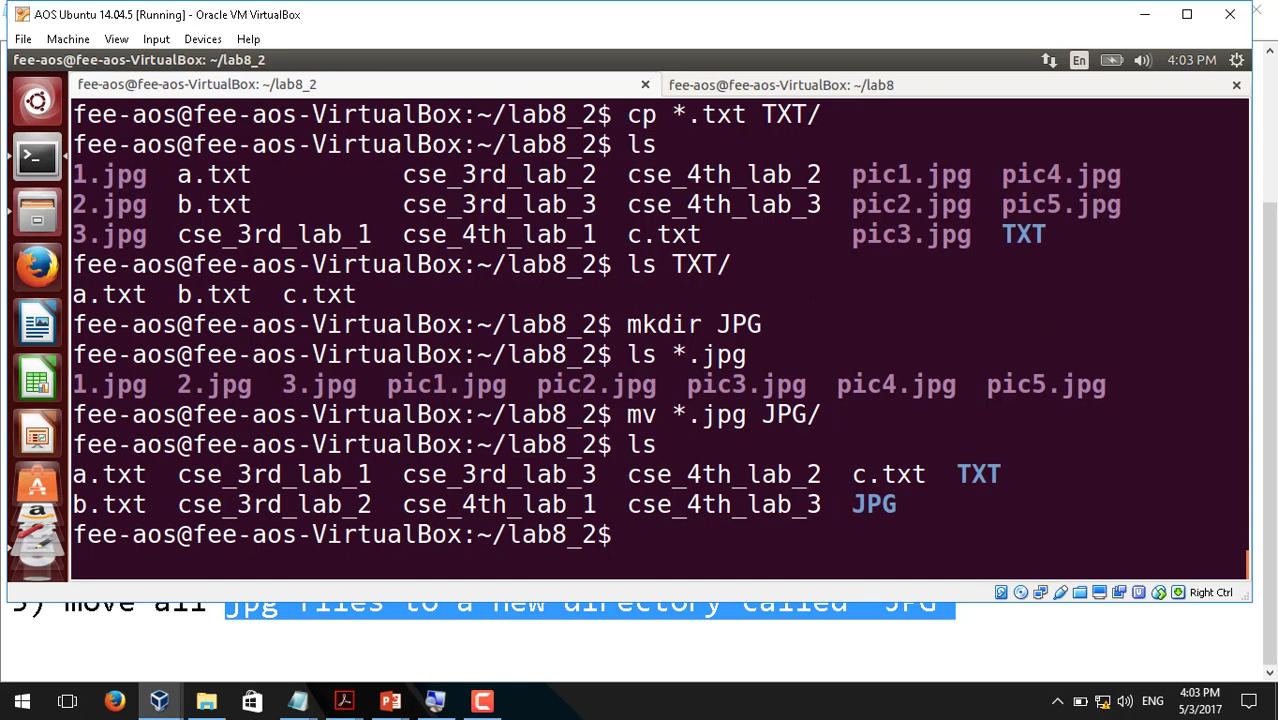 AOS Ubuntu 14.04.5 [Running] - Oracle VM VirtualBox
File Machine View Input Devices Help
fee-aos@fee-aos-VirtualBox: ~/lab8_2 En 4:03 PM
fee-aos@fee-aos-VirtualBox: ~/lab8_2 fee-aos@fee-aos-VirtualBox: ~/lab8
fee-aos@fee-aos-VirtualBox:~/lab8_2$ cp *.txt TXT/
fee-aos@fee-aos-VirtualBox:~/lab8_2$ ls
1.jpg a.txt cse_3rd_lab_2 cse_4th_lab_2 pic1.jpg pic4.jpg
2.jpg b.txt cse_3rd_lab_3 cse_4th_lab_3 pic2.jpg pic5.jpg
3.jpg cse_3rd_lab_1 cse_4th_lab_1 c.txt pic3.jpg TXT
fee-aos@fee-aos-VirtualBox:~/lab8_2$ ls TXT/
a.txt b.txt c.txt
fee-aos@fee-aos-VirtualBox:~/lab8_2$ mkdir JPG
fee-aos@fee-aos-VirtualBox:~/lab8_2$ ls *.jpg
1.jpg 2.jpg 3.jpg pic1.jpg pic2.jpg pic3.jpg pic4.jpg pic5.jpg
fee-aos@fee-aos-VirtualBox:~/lab8_2$ mv *.jpg JPG/
fee-aos@fee-aos-VirtualBox:~/lab8_2$ ls
a.txt cse_3rd_lab_1 cse_3rd_lab_3 cse_4th_lab_2 c.txt TXT
b.txt cse_3rd_lab_2 cse_4th_lab_1 cse_4th_lab_3 JPG
fee-aos@fee-aos-VirtualBox:~/lab8_2$
Right Ctrl
move all jpg files to a new directory called JPG
ENG 4:03 PM
5/3/2017